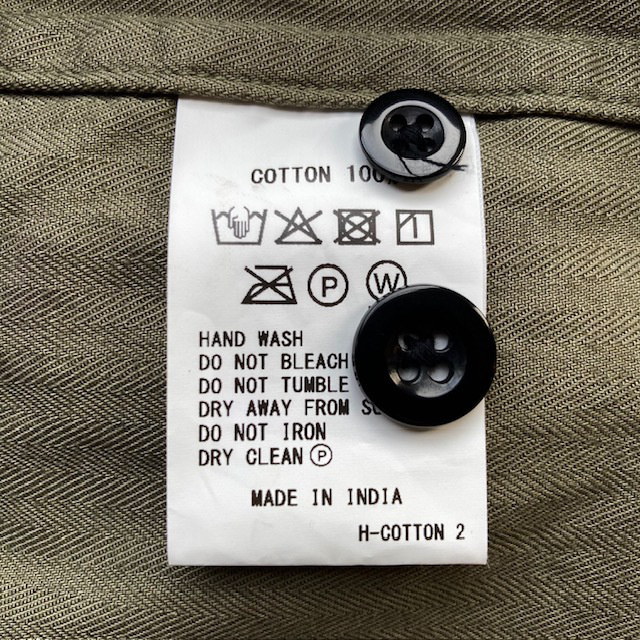 COTTON 100%
P W
HAND WASH
DO NOT BLEACH
DO NOT TUMBLE
DRY AWAY FROM
DO NOT IRON
DRY CLEAN Ⓟ
MADE IN INDIA
H-COTTON 2